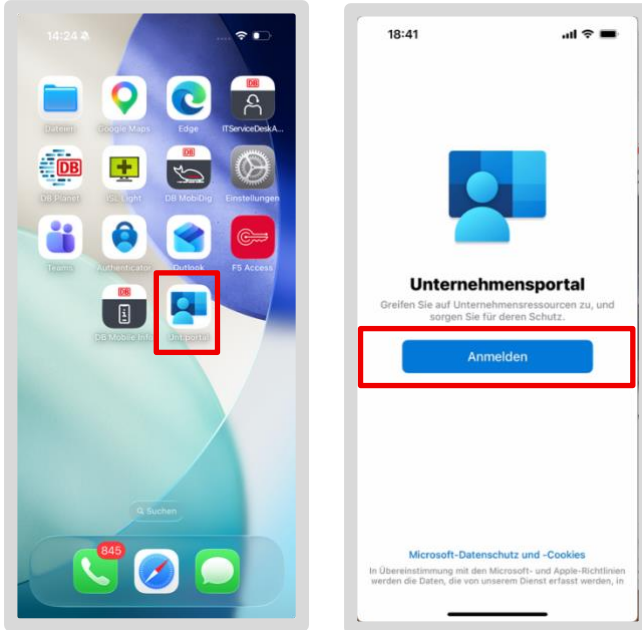 14:24
Dateien
Google Maps
Edge
DB
ITServiceDeskA...
DB
DB Planet
GL Light
DB
DB MobiDig
Einstellungen
Teams
Authenticator
Outlook
FS Access
DB
DB Mobile Info
Unt.portal
Suchen
845
18:41
Unternehmensportal
Greifen Sie auf Unternehmensressourcen zu, und
sorgen Sie für deren Schutz.
Anmelden
Microsoft-Datenschutz und -Cookies
In Übereinstimmung mit den Microsoft- und Apple-Richtlinien
werden die Daten, die von unserem Dienst erfasst werden, in